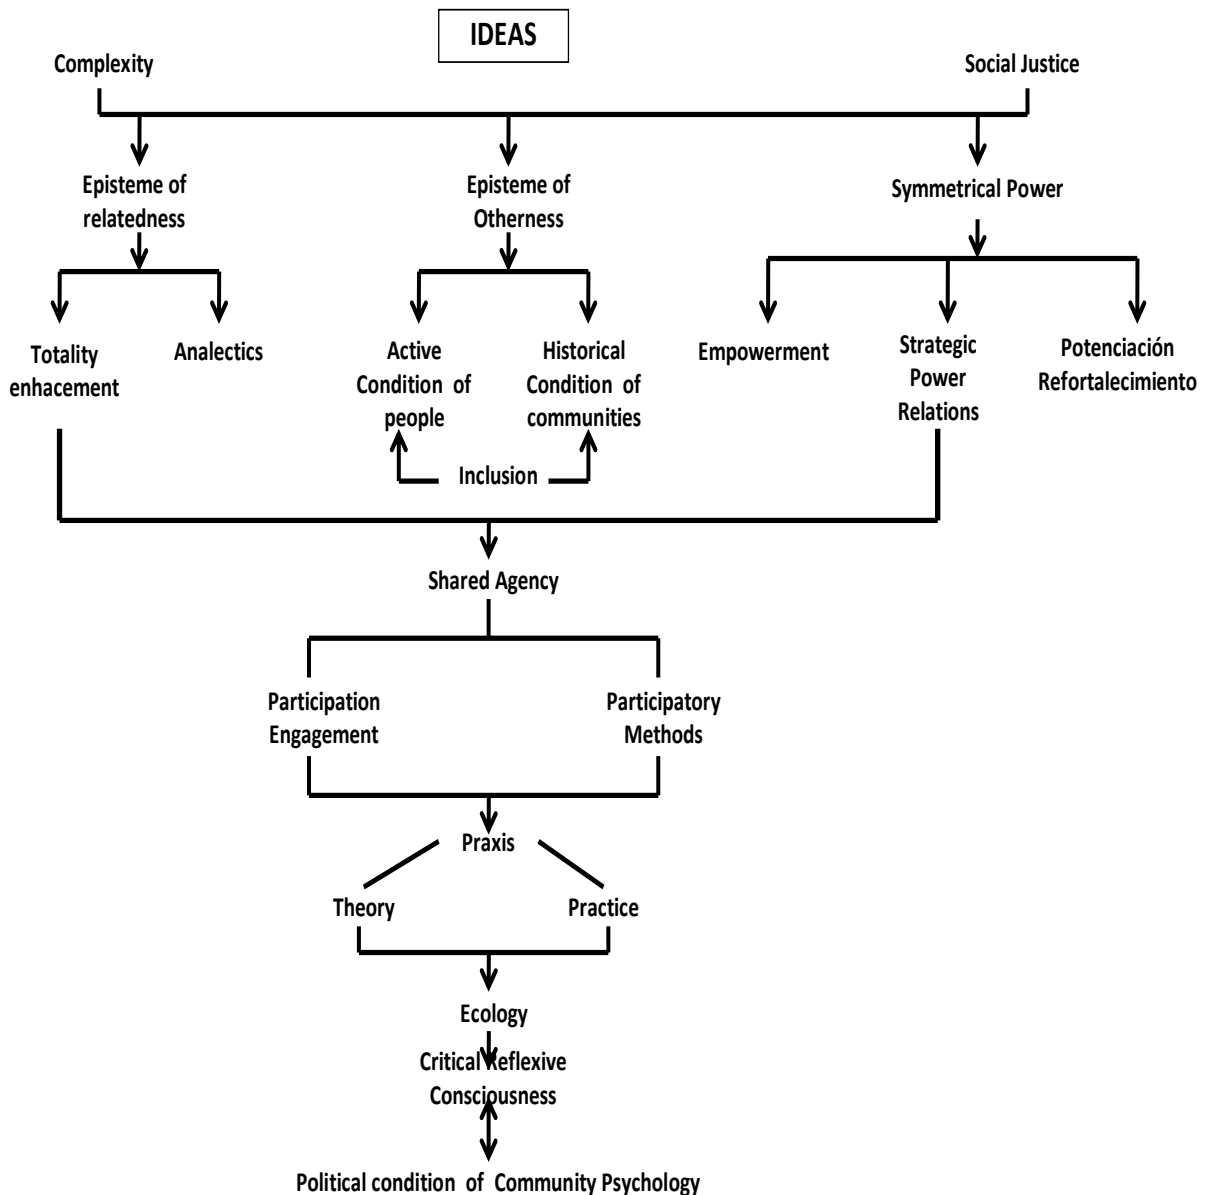 IDEAS
Complexity
Social Justice
Episteme of
relatedness
Episteme of
Otherness
Symmetrical Power
Totality
enhacement
Analectics
Active
Condition of
people
Historical
Condition of
communities
Empowerment
Strategic
Power
Relations
Potenciación
Refortalecimiento
Inclusion
Shared Agency
Participation
Engagement
Participatory
Methods
Praxis
Theory
Practice
Ecology
Critical Reflexive
Consciousness
Political condition of Community Psychology